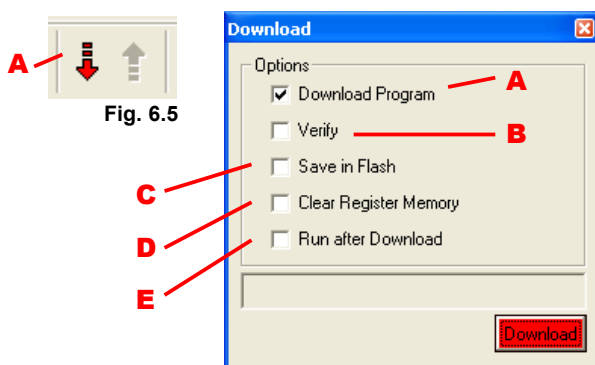 A
Fig. 6.5
Download
Options
Download Program
A
Verify
B
Save in Flash
C
Clear Register Memory
D
Run after Download
E
Download